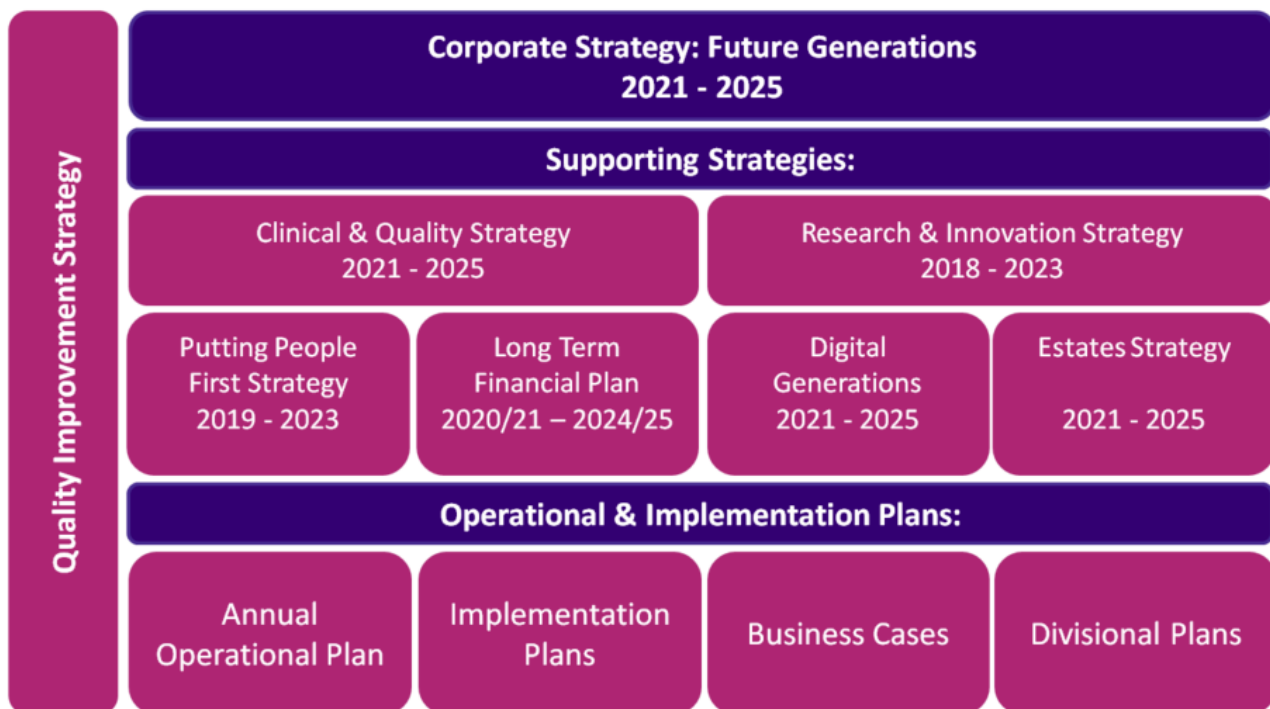 Quality Improvement Strategy
Corporate Strategy: Future Generations
2021 - 2025
Supporting Strategies:
Clinical & Quality Strategy
2021 - 2025
Research & Innovation Strategy
2018 - 2023
Putting People
First Strategy
2019 - 2023
Long Term
Financial Plan
2020/21 – 2024/25
Digital
Generations
2021 - 2025
Estates Strategy
2021 - 2025
Operational & Implementation Plans:
Annual
Operational Plan
Implementation
Plans
Business Cases
Divisional Plans